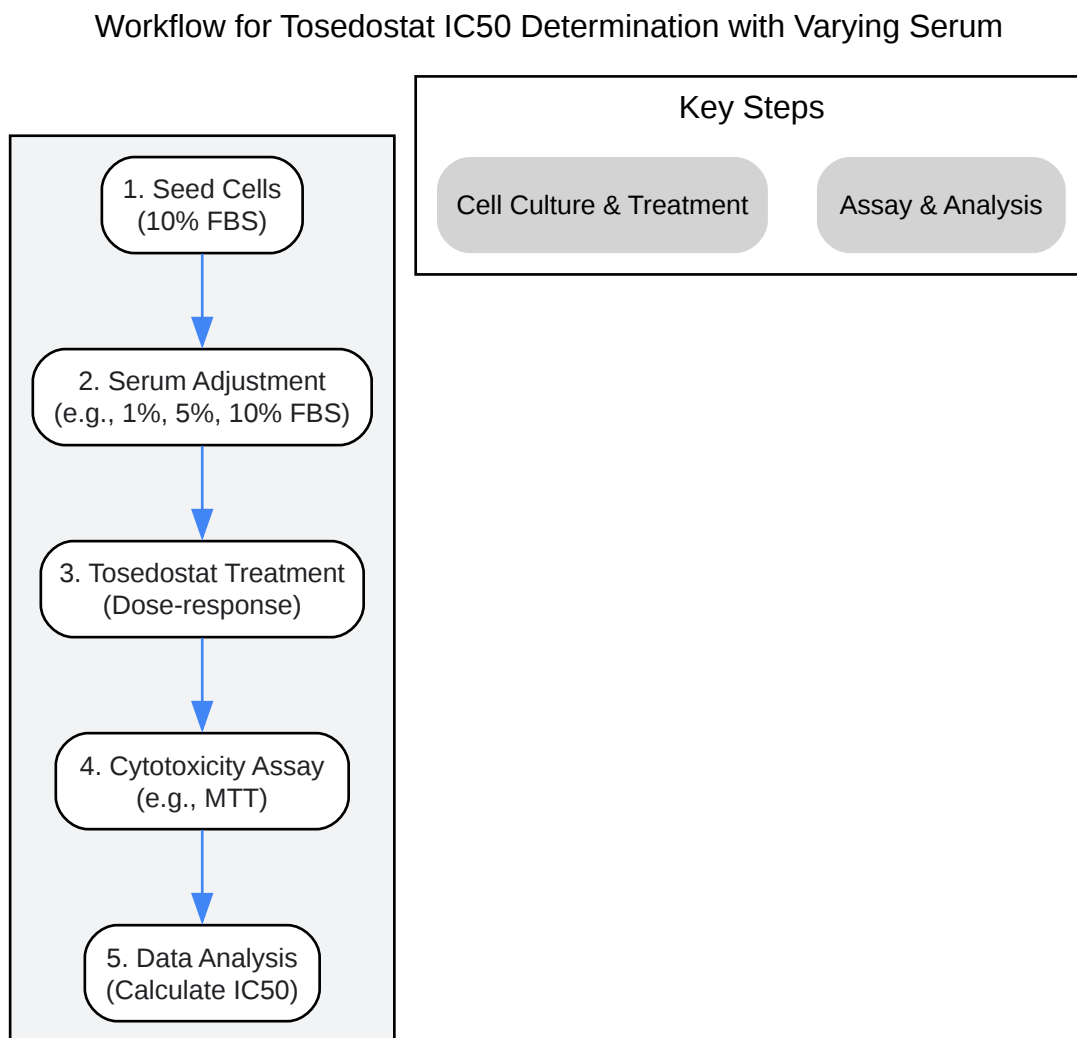 Workflow for Tosedostat IC50 Determination with Varying Serum
Key Steps
Cell Culture & Treatment
Assay & Analysis
1. Seed Cells
(10% FBS)
2. Serum Adjustment
(e.g., 1%, 5%, 10% FBS)
3. Tosedostat Treatment
(Dose-response)
4. Cytotoxicity Assay
(e.g., MTT)
5. Data Analysis
(Calculate IC50)